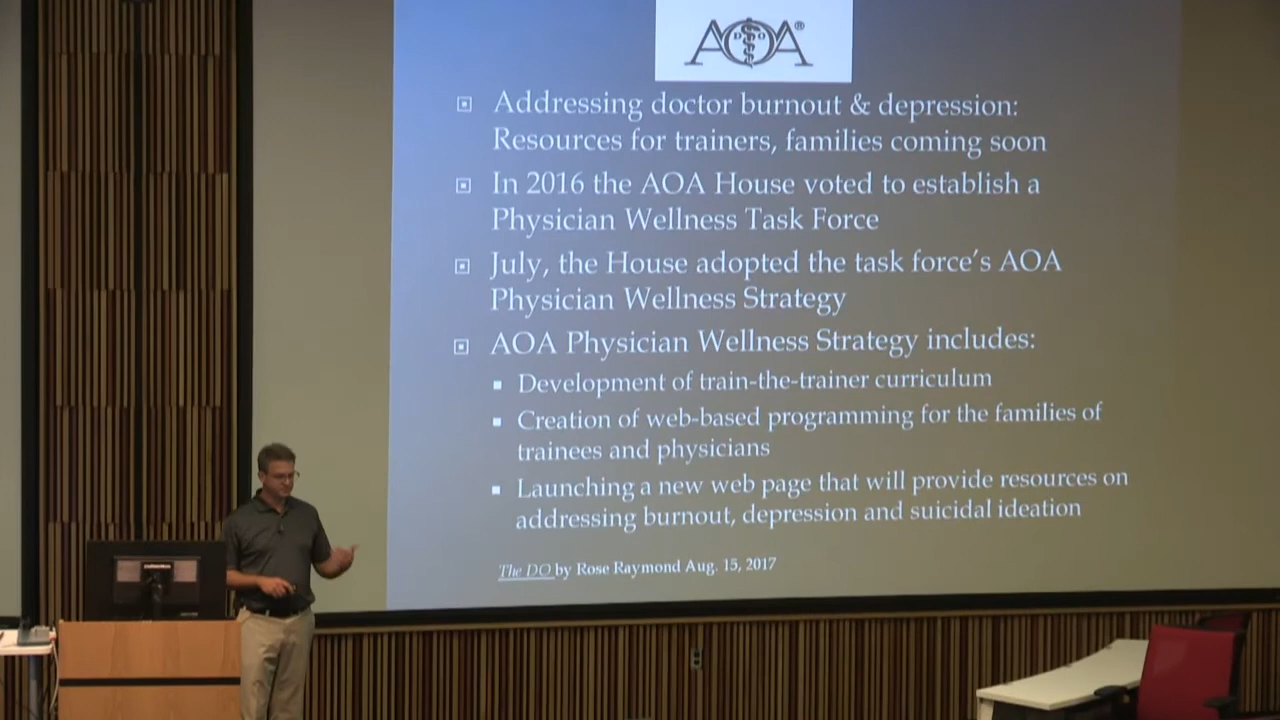 AOA®
D O
Addressing doctor burnout & depression:
Resources for trainers, families coming soon
In 2016 the AOA House voted to establish a
Physician Wellness Task Force
July, the House adopted the task force's AOA
Physician Wellness Strategy
AOA Physician Wellness Strategy includes:
Development of train-the-trainer curriculum
Creation of web-based programming for the families of
trainees and physicians
Launching a new web page that will provide resources on
addressing burnout, depression and suicidal ideation
The DO by Rose Raymond Aug. 15, 2017